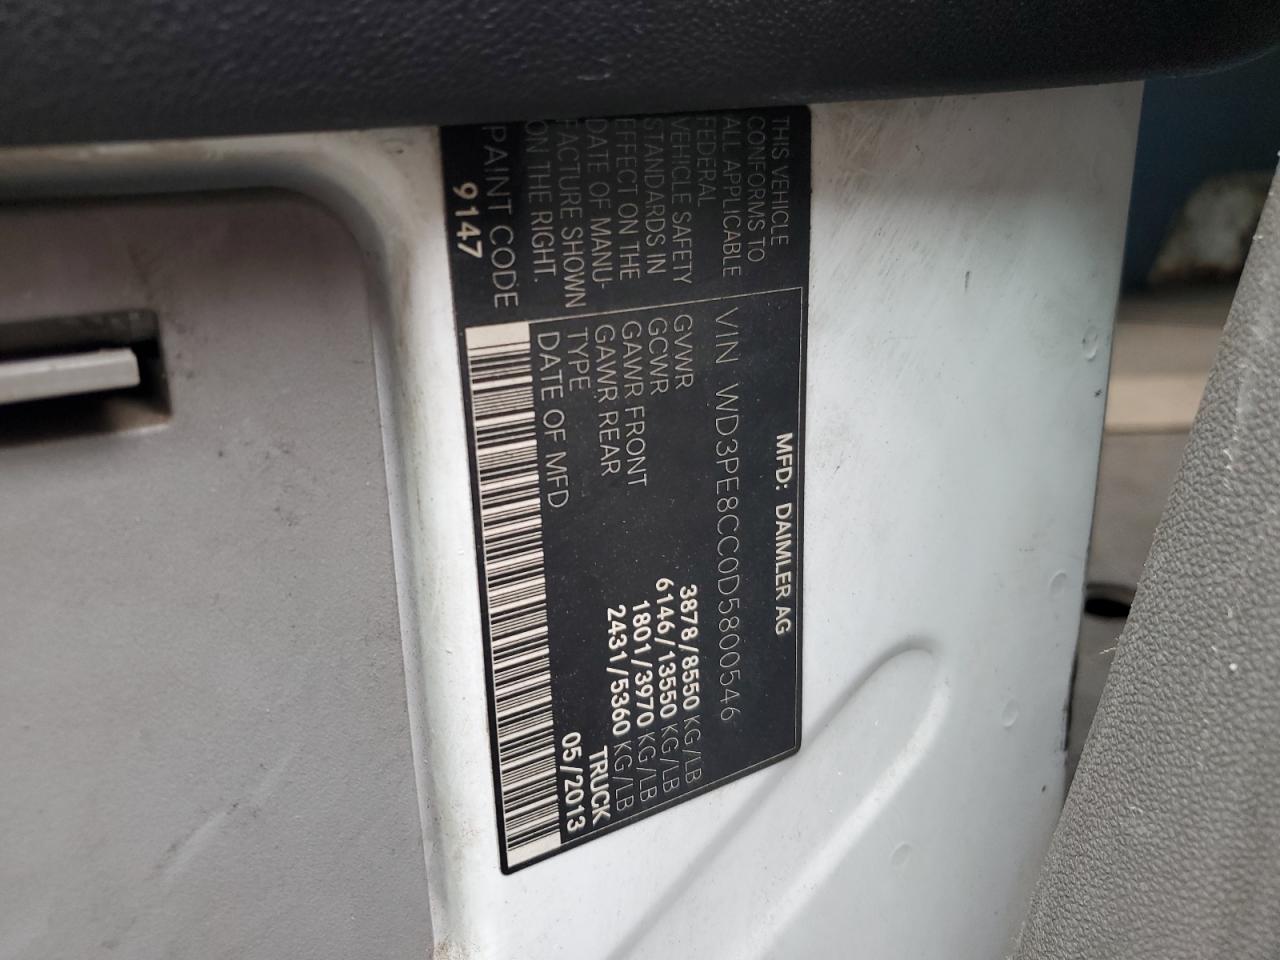 MFD: DAIMLER AG
THIS VEHICLE
CONFORMS TO
ALL APPLICABLE
FEDERAL
VEHICLE SAFETY
STANDARDS IN
EFFECT ON THE
DATE OF MANU-
FACTURE SHOWN
ON THE RIGHT.
PAINT CODE
9147
VIN WD3PE8CC0D5800546
GVWR 3878/8550 KG/LB
GCWR 6146/13550 KG/LB
GAWR FRONT 1801/3970 KG/LB
GAWR REAR 2431/5360 KG/LB
TYPE TRUCK
DATE OF MFD 05/2013